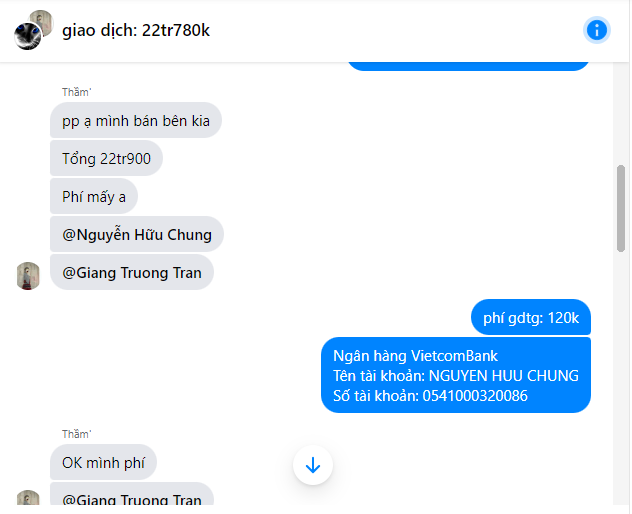 giao dịch: 22tr780k
Thầm'
pp ạ mình bán bên kia
Tổng 22tr900
Phí mấy a
@Nguyễn Hữu Chung
@Giang Truong Tran
phí gdtg: 120k
Ngân hàng VietcomBank
Tên tài khoản: NGUYEN HUU CHUNG
Số tài khoản: 0541000320086
Thầm'
OK mình phí
@Giang Truong Tran